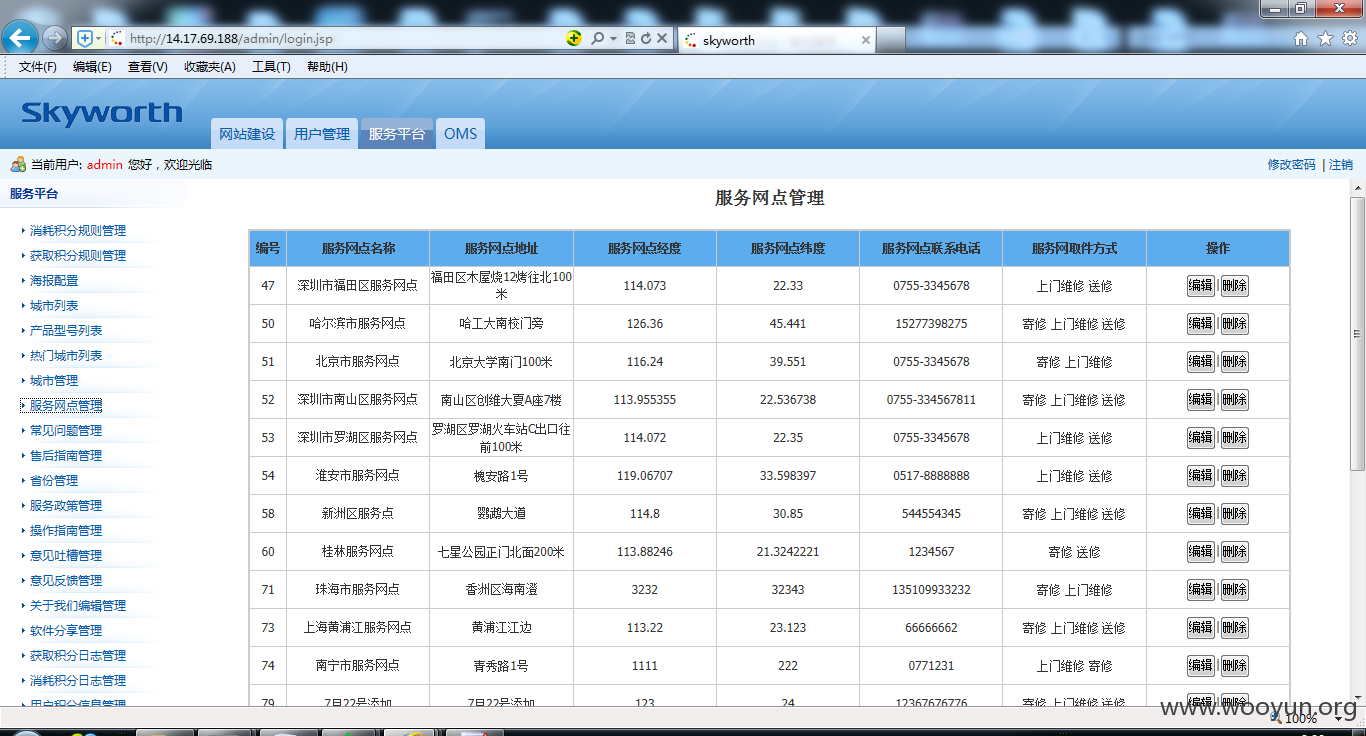 http://14.17.69.188/admin/login.jsp
skyworth
文件(F) 编辑(E) 查看(V) 收藏夹(A) 工具(T) 帮助(H)
Skyworth
网站建设 用户管理 服务平台 OMS
当前用户: admin 您好，欢迎光临
修改密码 | 注销
服务平台
消耗积分规则管理
获取积分规则管理
海报配置
城市列表
产品型号列表
热门城市列表
城市管理
服务网点管理
常见问题管理
售后指南管理
省份管理
服务政策管理
操作指南管理
意见吐槽管理
意见反馈管理
关于我们编辑管理
软件分享管理
获取积分日志管理
消耗积分日志管理
用户积分信息管理
服务网点管理
编号 服务网点名称 服务网点地址 服务网点经度 服务网点纬度 服务网点联系电话 服务网取件方式 操作
47 深圳市福田区服务网点 福田区木屋烧12烤往北100米 114.073 22.33 0755-3345678 上门维修 送修 编辑 | 删除
50 哈尔滨市服务网点 哈工大南校门旁 126.36 45.441 15277398275 寄修 上门维修 送修 编辑 | 删除
51 北京市服务网点 北京大学南门100米 116.24 39.551 0755-3345678 寄修 上门维修 编辑 | 删除
52 深圳市南山区服务网点 南山区创维大夏A座7楼 113.955355 22.536738 0755-334567811 寄修 上门维修 送修 编辑 | 删除
53 深圳市罗湖区服务网点 罗湖区罗湖火车站C出口往前100米 114.072 22.35 0755-3345678 上门维修 送修 编辑 | 删除
54 淮安市服务网点 槐安路1号 119.06707 33.598397 0517-8888888 上门维修 送修 编辑 | 删除
58 新洲区服务点 鹦鹉大道 114.8 30.85 544554345 寄修 上门维修 送修 编辑 | 删除
60 桂林服务网点 七星公园正门北面200米 113.88246 21.3242221 1234567 寄修 送修 编辑 | 删除
71 珠海市服务网点 香洲区海南澄 3232 32343 135109933232 寄修 上门维修 编辑 | 删除
73 上海黄浦江服务网点 黄浦江江边 113.22 23.123 66666662 寄修 上门维修 送修 编辑 | 删除
74 南宁市服务网点 青秀路1号 1111 222 0771231 上门维修 寄修 编辑 | 删除
79 7月22号添加 7月22号添加 123 24 12367676776 寄修 上门维修 送修 编辑 | 删除
www.wooyun.org
100%